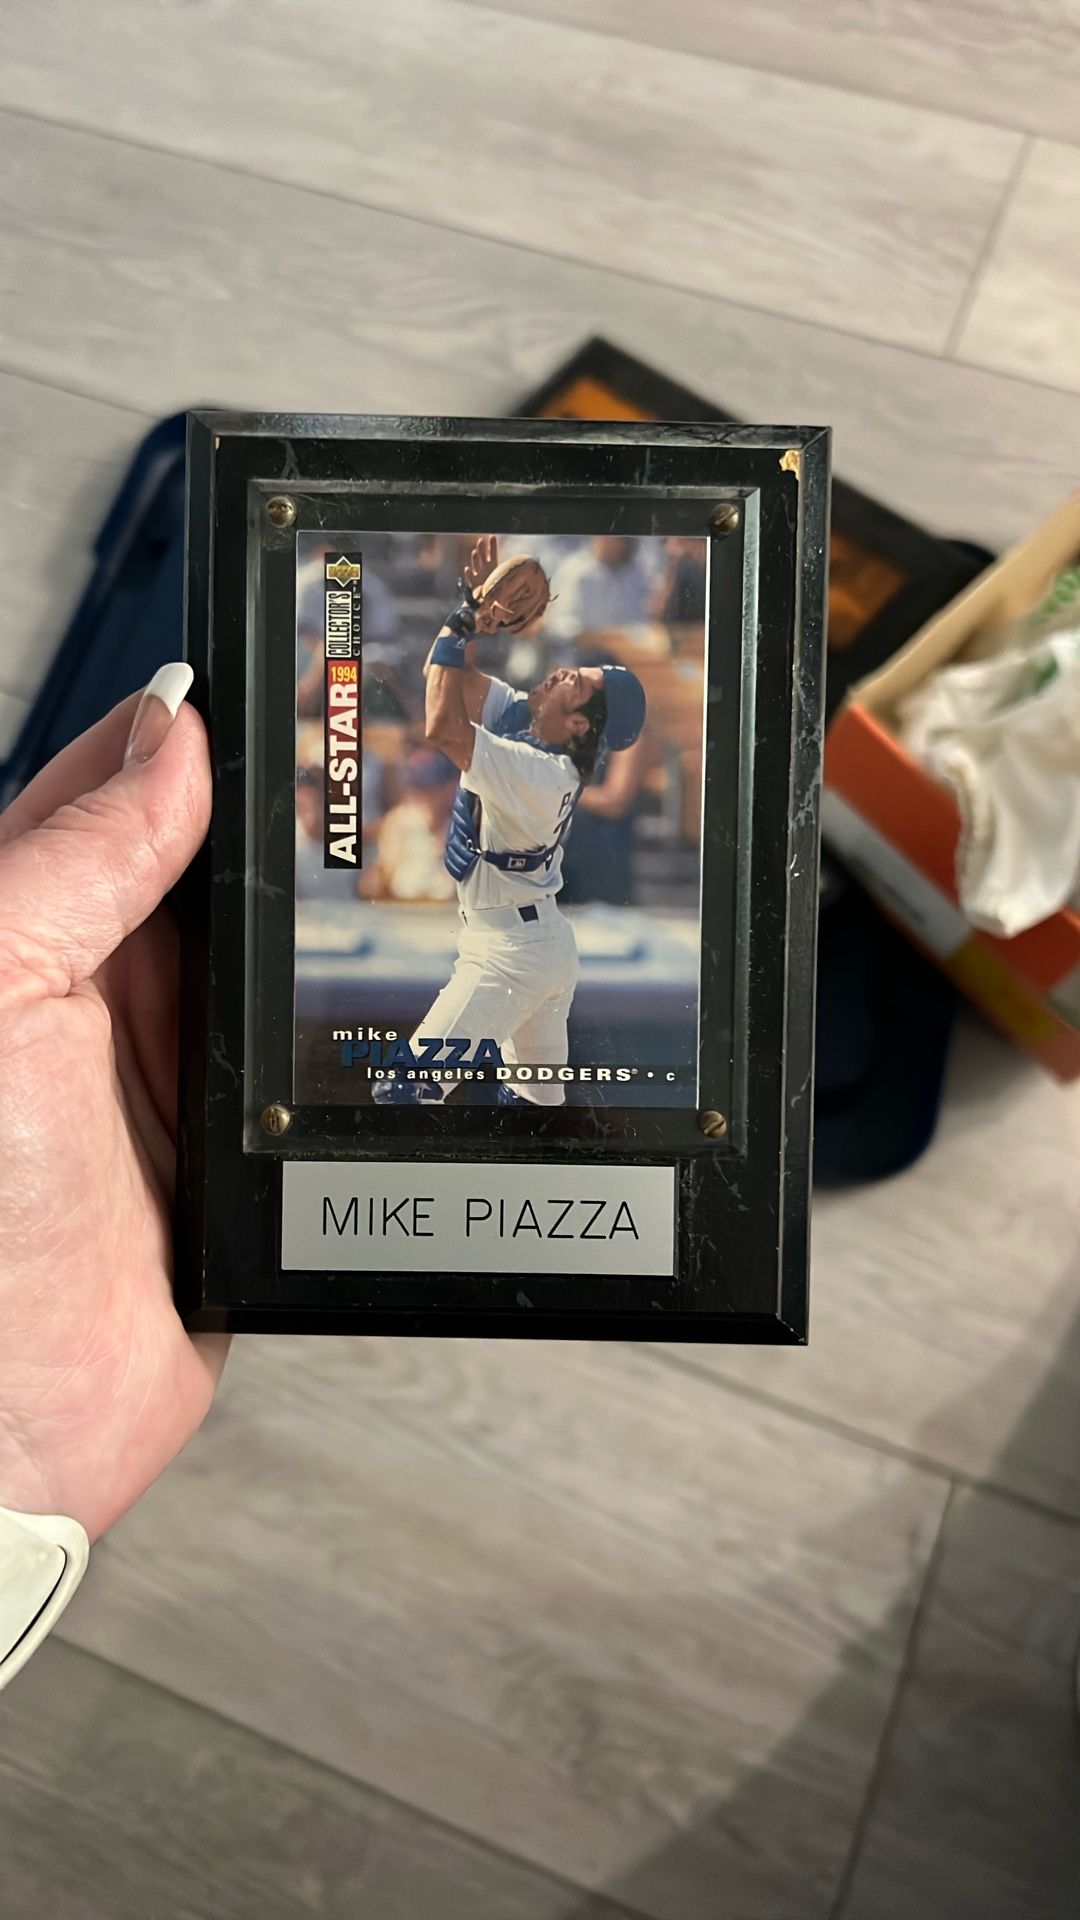 COLLECTOR'S
CHOICE
1994
ALL-STAR
mike
PIAZZA
los angeles DODGERS® • c
MIKE PIAZZA